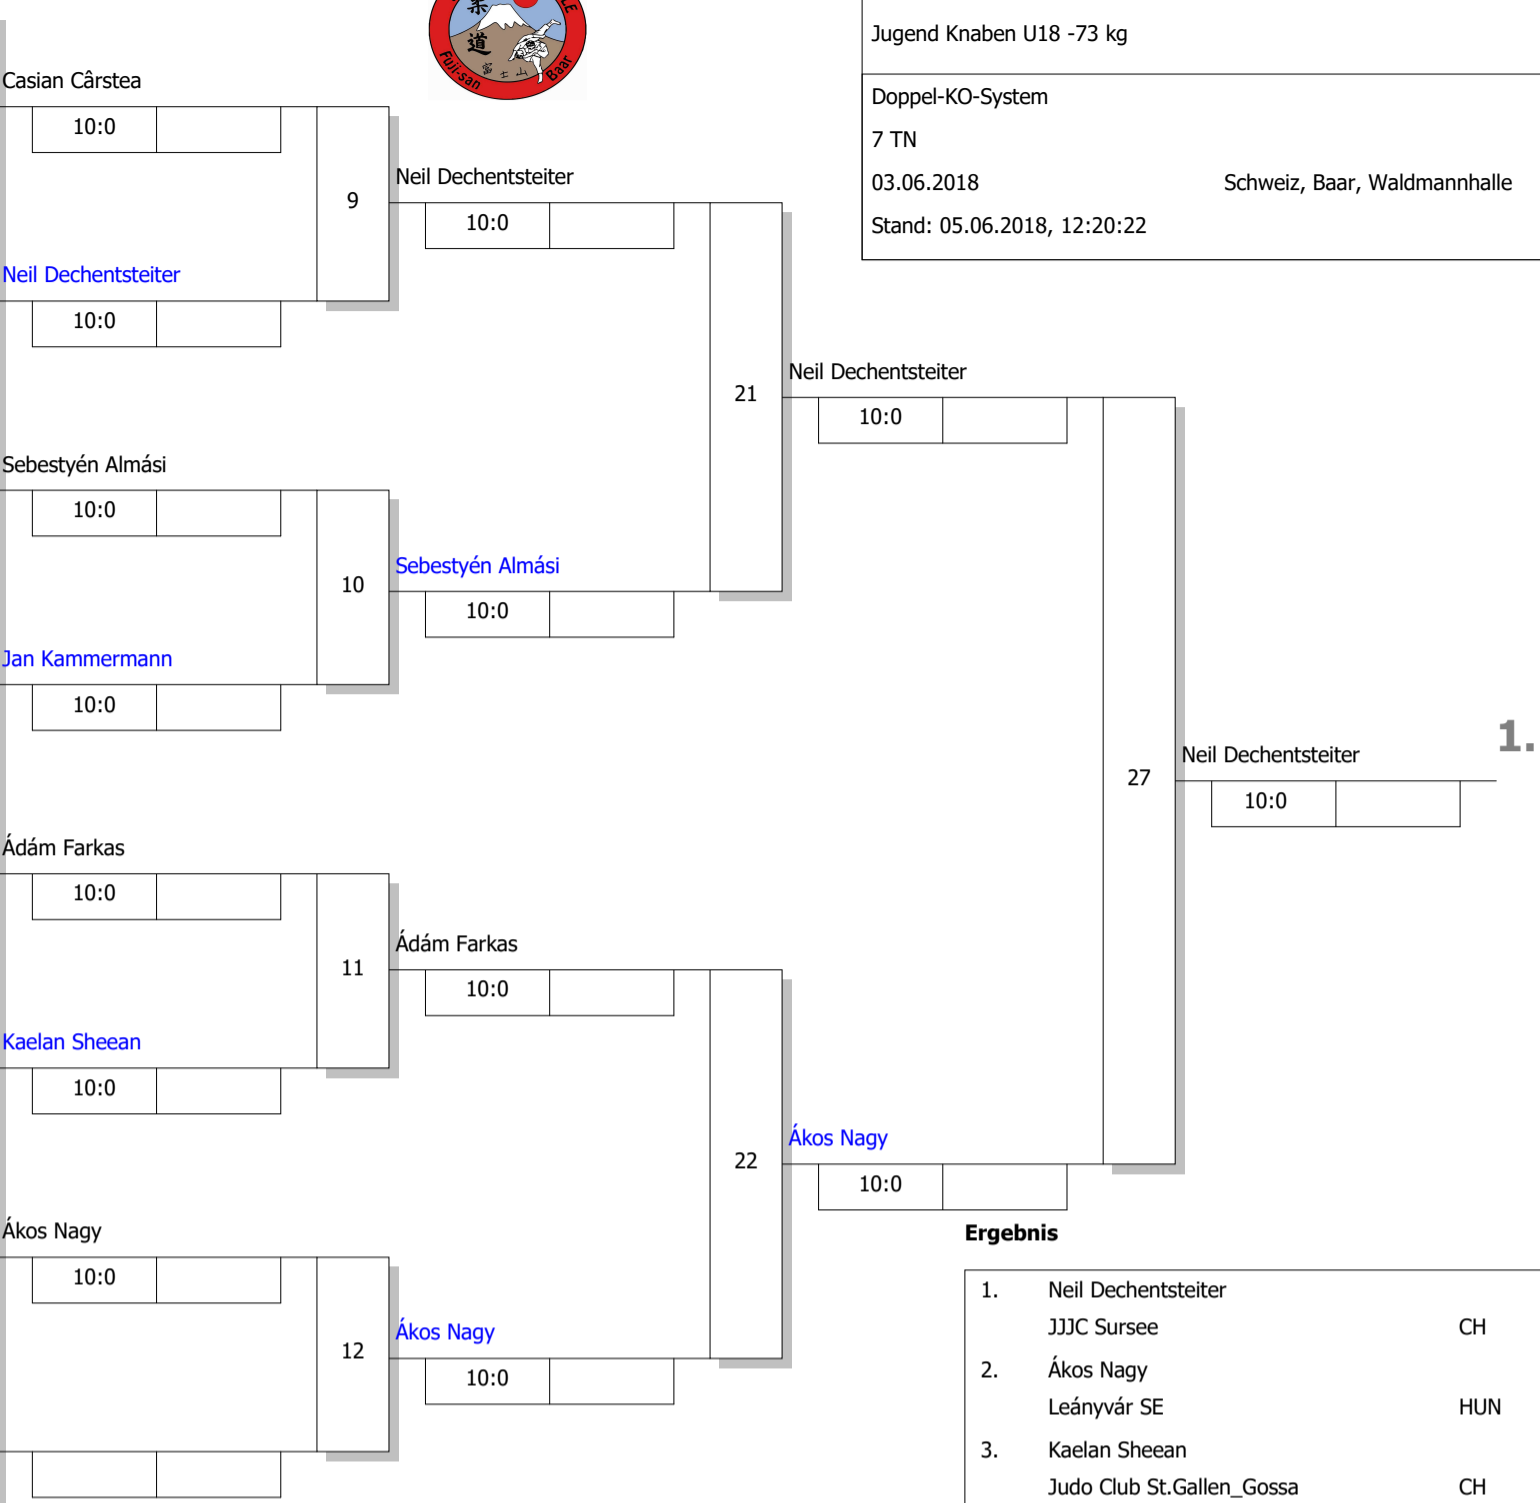 柔
道
富士山
Fuji-san Baar
Jugend Knaben U18 -73 kg
Doppel-KO-System
7 TN
03.06.2018 Schweiz, Baar, Waldmannhalle
Stand: 05.06.2018, 12:20:22
Casian Cârstea
10:0
9
Neil Dechentsteiter
10:0
Neil Dechentsteiter
10:0
21
Neil Dechentsteiter
10:0
Sebestyén Almási
10:0
10
Sebestyén Almási
10:0
Jan Kammermann
10:0
1.
27
Neil Dechentsteiter
10:0
Ádám Farkas
10:0
11
Ádám Farkas
10:0
Kaelan Sheean
10:0
22
Ákos Nagy
10:0
Ákos Nagy
10:0
12
Ákos Nagy
10:0
Ergebnis
1. Neil Dechentsteiter
JJJC Sursee CH
2. Ákos Nagy
Leányvár SE HUN
3. Kaelan Sheean
Judo Club St.Gallen_Gossa CH